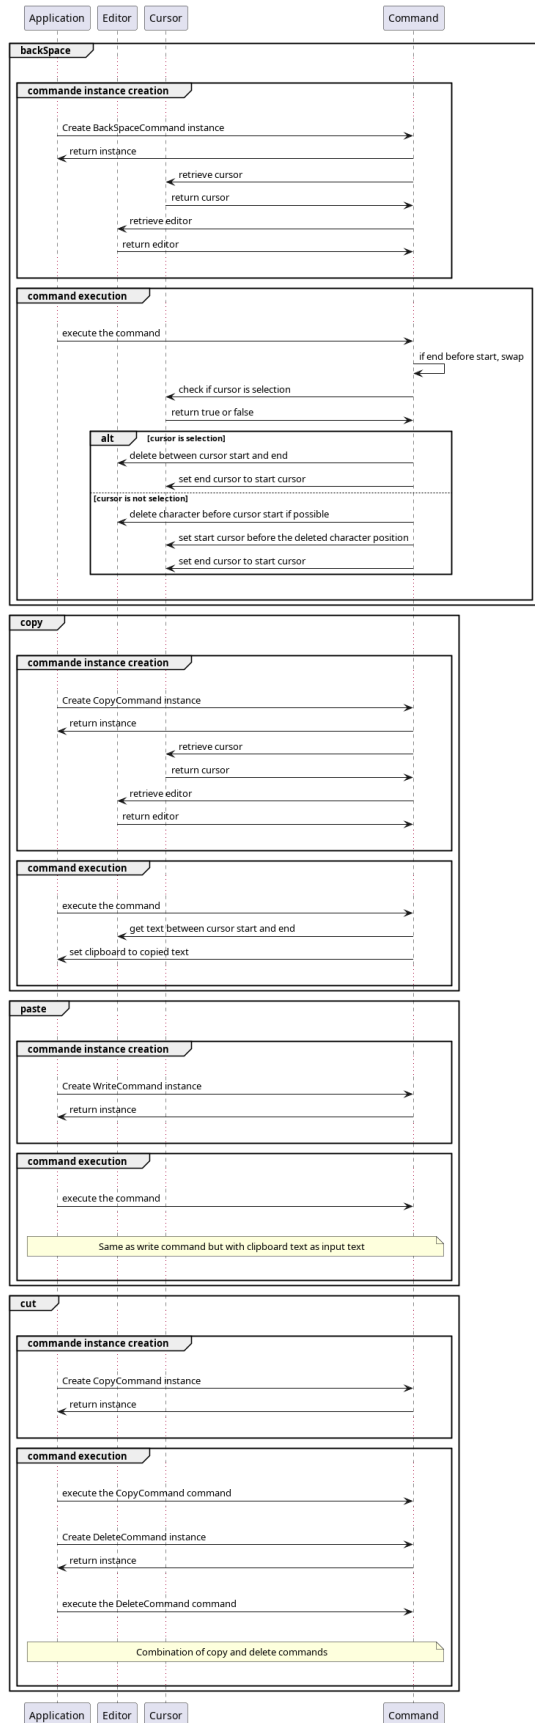 Application Editor Cursor Command
backSpace
commande instance creation
Create BackSpaceCommand instance
return instance
retrieve cursor
return cursor
retrieve editor
return editor
command execution
execute the command
if end before start, swap
check if cursor is selection
return true or false
alt [cursor is selection]
delete between cursor start and end
set end cursor to start cursor
[cursor is not selection]
delete character before cursor start if possible
set start cursor before the deleted character position
set end cursor to start cursor
copy
commande instance creation
Create CopyCommand instance
return instance
retrieve cursor
return cursor
retrieve editor
return editor
command execution
execute the command
get text between cursor start and end
set clipboard to copied text
paste
commande instance creation
Create WriteCommand instance
return instance
command execution
execute the command
Same as write command but with clipboard text as input text
cut
commande instance creation
Create CopyCommand instance
return instance
command execution
execute the CopyCommand command
Create DeleteCommand instance
return instance
execute the DeleteCommand command
Combination of copy and delete commands
Application Editor Cursor Command